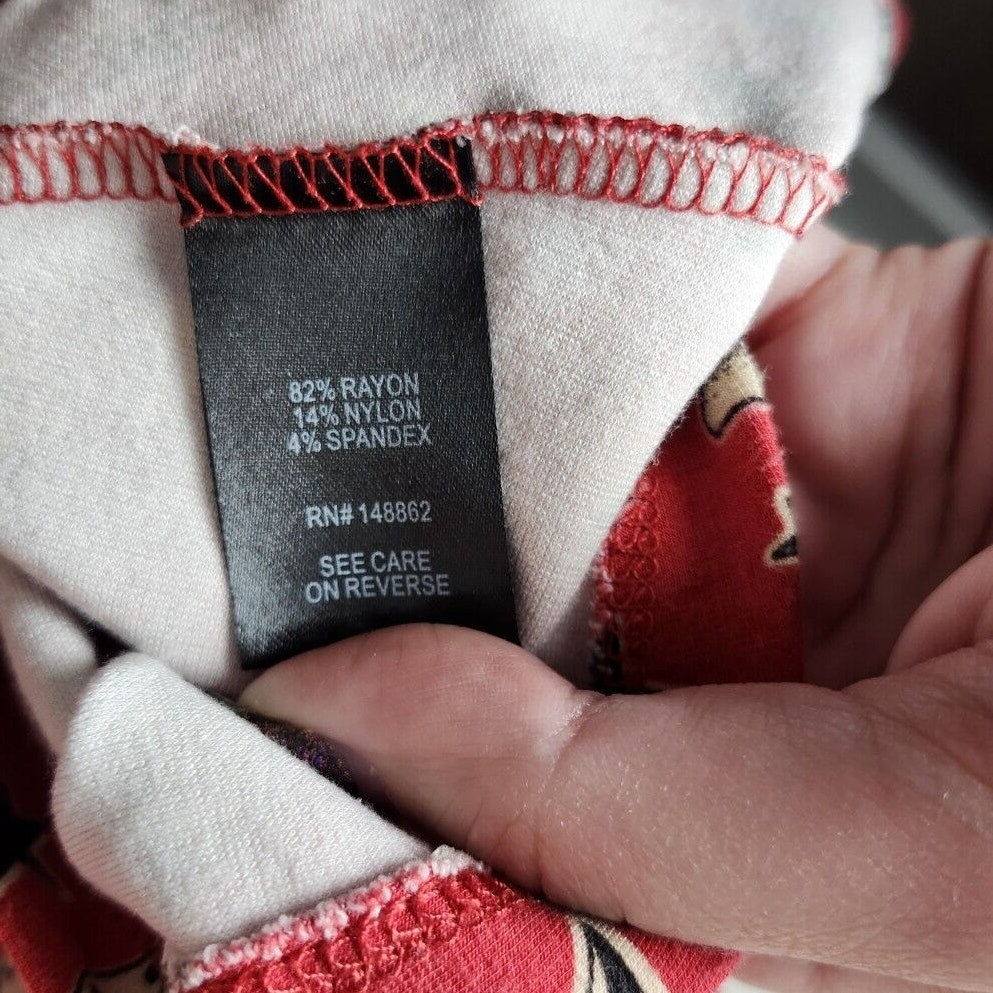 82% RAYON
14% NYLON
4% SPANDEX
RN# 148862
SEE CARE
ON REVERSE